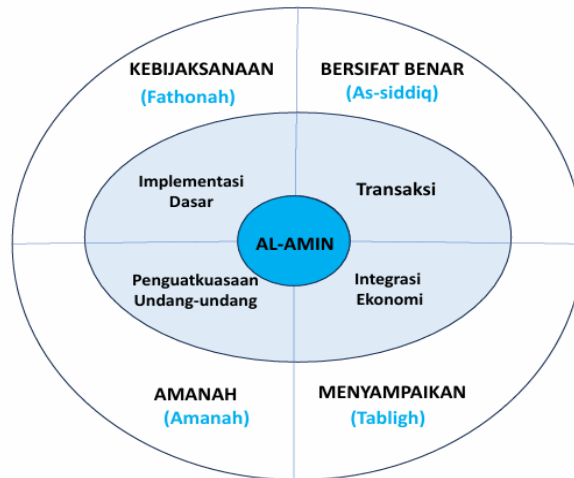 KEBIJAKSANAAN
(Fathonah)
BERSIFAT BENAR
(As-siddiq)
Implementasi
Dasar
Transaksi
AL-AMIN
Penguatkuasaan
Undang-undang
Integrasi
Ekonomi
AMANAH
(Amanah)
MENYAMPAIKAN
(Tabligh)